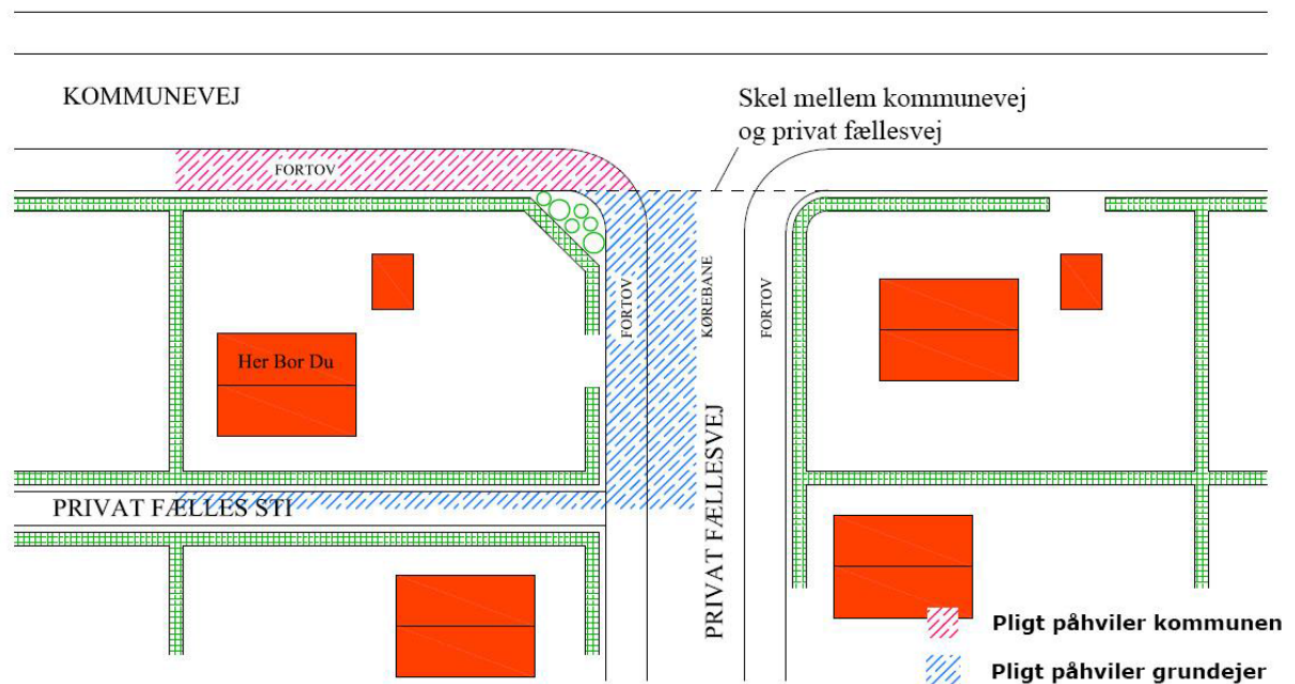 KOMMUNEVEJ
Skel mellem kommunevej
og privat fællesvej
FORTOV
FORTOV
KØREBANE
FORTOV
Her Bor Du
PRIVAT FÆLLES STI
PRIVAT FÆLLESVEJ
Pligt påhviler kommunen
Pligt påhviler grundejer